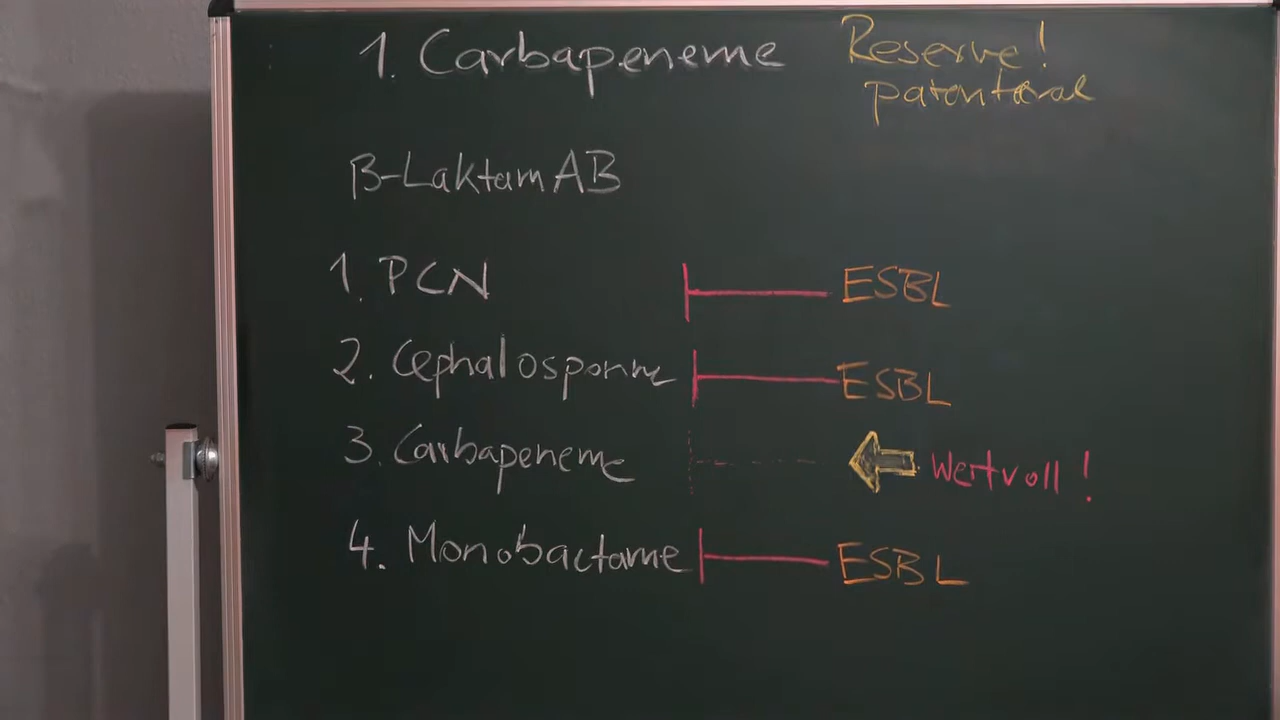 1. Carbapeneme Reserve!
parenteral
β-Laktam AB
1. PCN ESBL
2. Cephalosporine ESBL
3. Carbapeneme Wertvoll!
4. Monobactame ESBL